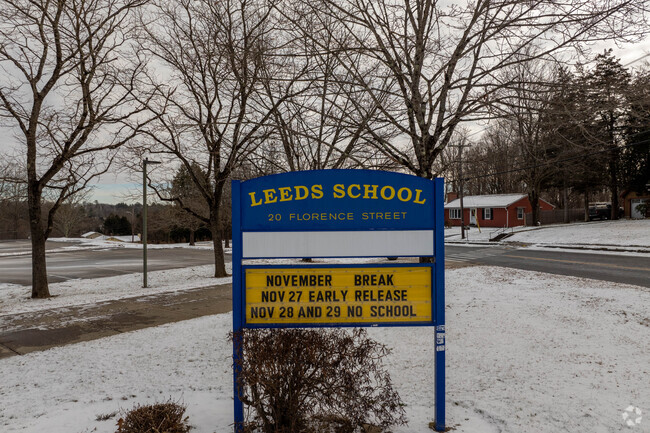 LEEDS SCHOOL
20 FLORENCE STREET
NOVEMBER BREAK
NOV 27 EARLY RELEASE
NOV 28 AND 29 NO SCHOOL